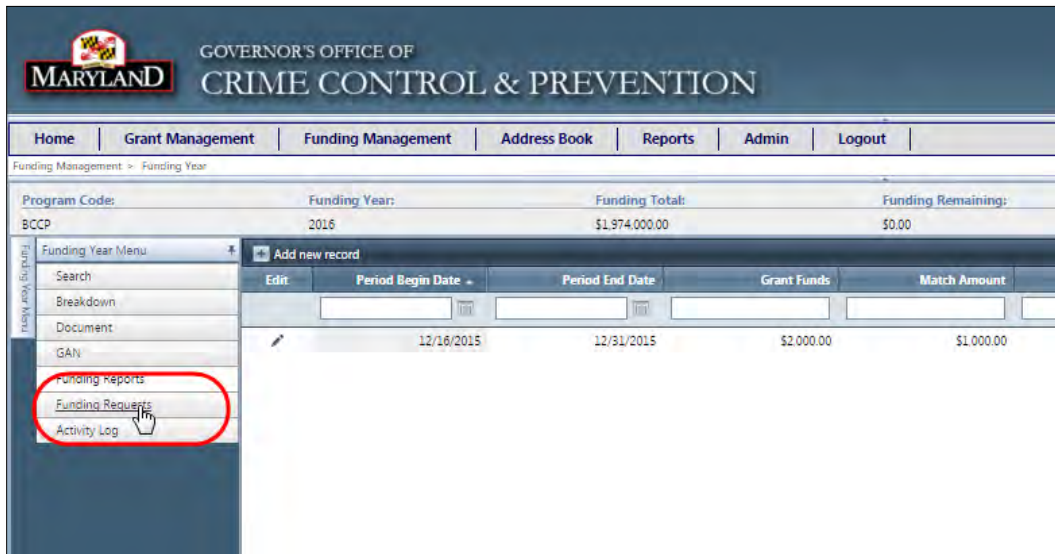 MARYLAND
GOVERNOR'S OFFICE OF
CRIME CONTROL & PREVENTION
Home | Grant Management | Funding Management | Address Book | Reports | Admin | Logout |
Funding Management > Funding Year
Program Code: Funding Year: Funding Total: Funding Remaining:
BCCP 2016 $1,974,000.00 $0.00
Funding Year Menu
Funding Year Menu
Add new record
Search
Edit Period Begin Date Period End Date Grant Funds Match Amount
Breakdown
Document
12/16/2015 12/31/2015 $2,000.00 $1,000.00
GAN
Funding Reports
Funding Requests
Activity Log